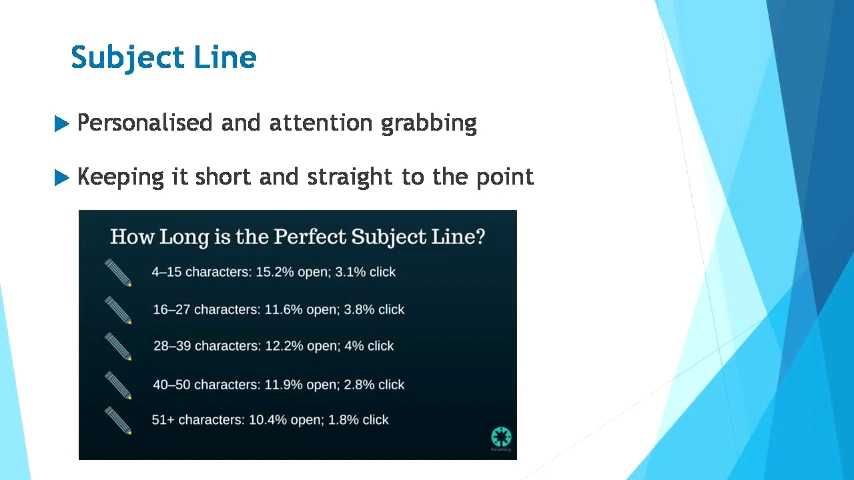 Subject Line
Personalised and attention grabbing
Keeping it short and straight to the point
How Long is the Perfect Subject Line?
4–15 characters: 15.2% open; 3.1% click
16–27 characters: 11.6% open; 3.8% click
28–39 characters: 12.2% open; 4% click
40–50 characters: 11.9% open; 2.8% click
51+ characters: 10.4% open; 1.8% click